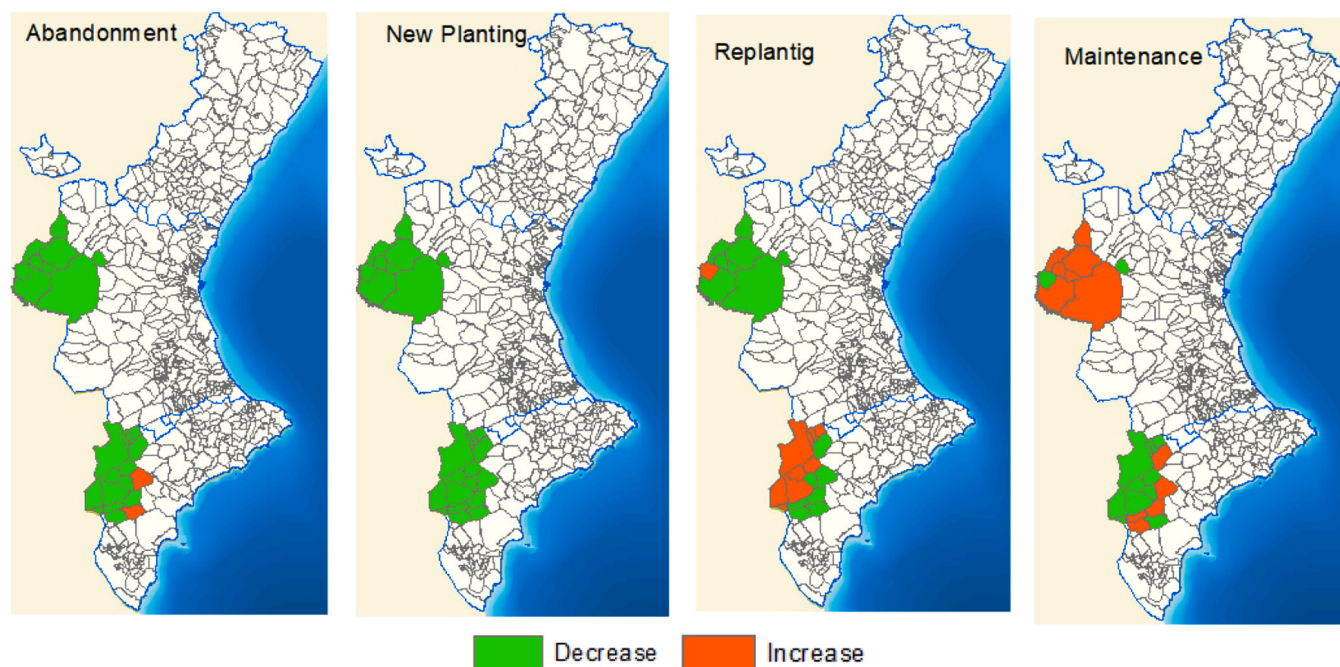 Abandonment
New Planting
Replantig
Maintenance
Decrease
Increase